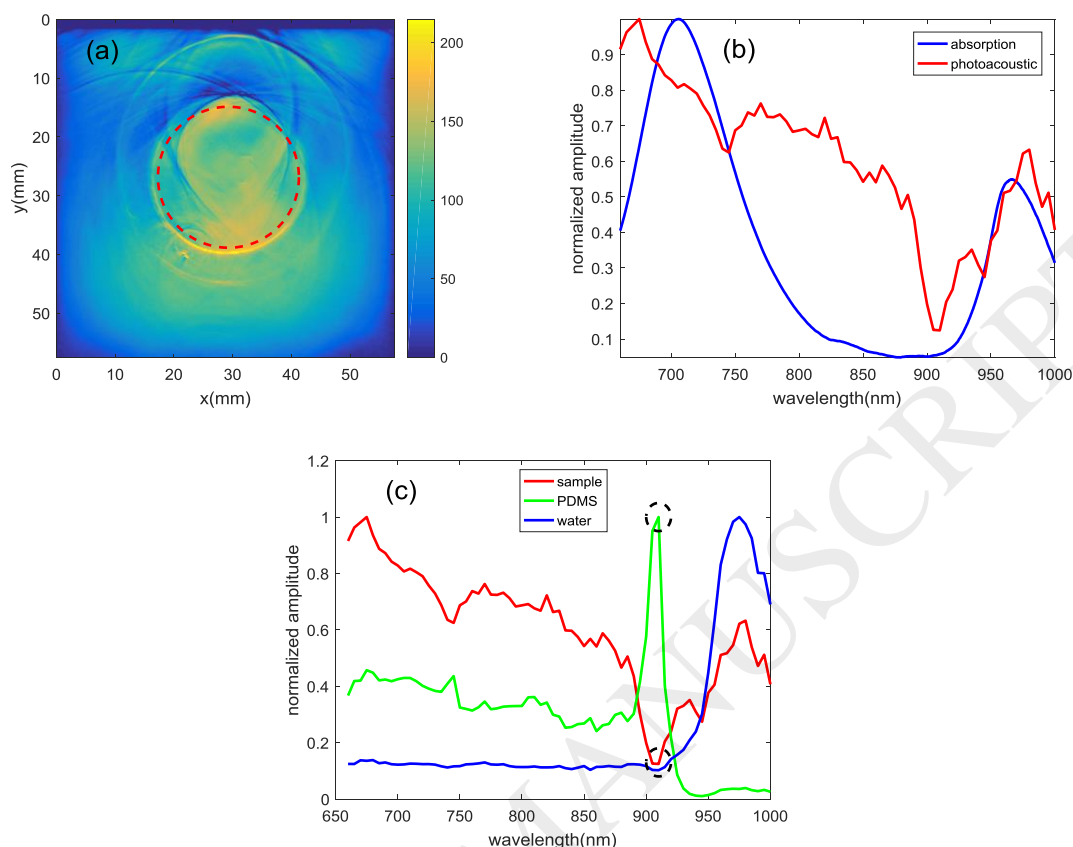 (a)
0
10
20
30
40
50
y(mm)
0 10 20 30 40 50
x(mm)
200
150
100
50
0
(b)
absorption
photoacoustic
0.9
0.8
0.7
0.6
0.5
0.4
0.3
0.2
0.1
normalized amplitude
700 750 800 850 900 950 1000
wavelength(nm)
(c)
sample
PDMS
water
1.2
1
0.8
0.6
0.4
0.2
0
normalized amplitude
650 700 750 800 850 900 950 1000
wavelength(nm)
MANUSCRIPT